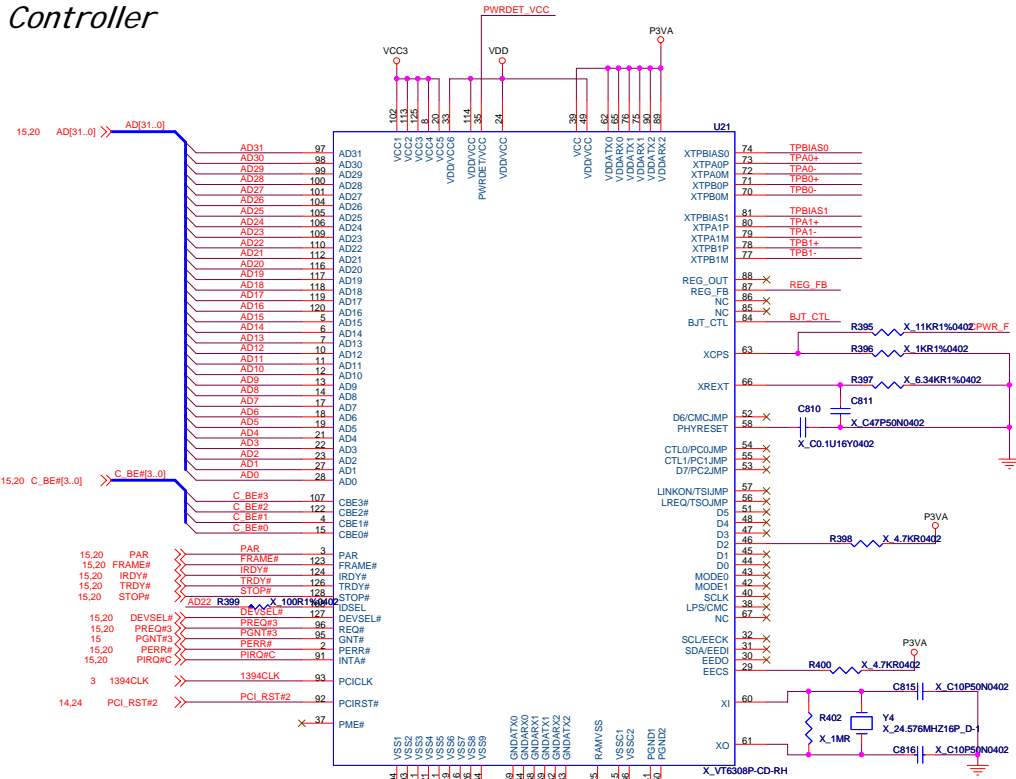 Controller
PWRDET_VCC
VCC3 VDD P3VA
102 113 125 8 20 33 114 35 24 39 49 62 65 76 75 90 89
U21
VCC1 VCC2 VCC3 VCC4 VCC5 VDD/VCC6 VDD/VCC PWRDET/VCC VDD/VCC VCC VDD/VCC VDDATX0 VDDARX0 VDDATX1 VDDARX1 VDDATX2 VDDARX2
15,20 AD[31..0] AD[31..0]
AD31 97 AD31
AD30 98 AD30
AD29 99 AD29
AD28 100 AD28
AD27 101 AD27
AD26 104 AD26
AD25 105 AD25
AD24 106 AD24
AD23 109 AD23
AD22 110 AD22
AD21 112 AD21
AD20 116 AD20
AD19 117 AD19
AD18 118 AD18
AD17 119 AD17
AD16 120 AD16
AD15 5 AD15
AD14 6 AD14
AD13 7 AD13
AD12 10 AD12
AD11 11 AD11
AD10 12 AD10
AD9 13 AD9
AD8 14 AD8
AD7 17 AD7
AD6 18 AD6
AD5 19 AD5
AD4 21 AD4
AD3 22 AD3
AD2 23 AD2
AD1 27 AD1
AD0 28 AD0
15,20 C_BE#[3..0] C_BE#[3..0]
C_BE#3 107 CBE3#
C_BE#2 122 CBE2#
C_BE#1 4 CBE1#
C_BE#0 15 CBE0#
15,20 PAR PAR 3 PAR
15,20 FRAME# FRAME# 123 FRAME#
15,20 IRDY# IRDY# 124 IRDY#
15,20 TRDY# TRDY# 126 TRDY#
15,20 STOP# STOP# 128 STOP#
AD22 R399 X_100R1%0402 IDSEL
15,20 DEVSEL# DEVSEL# 127 DEVSEL#
15,20 PREQ#3 PREQ#3 96 REQ#
15 PGNT#3 PGNT#3 95 GNT#
15,20 PERR# PERR# 2 PERR#
15,20 PIRQ#C PIRQ#C 91 INTA#
3 1394CLK 1394CLK 93 PCICLK
14,24 PCI_RST#2 PCI_RST#2 92 PCIRST#
37 PME#
XTPBIAS0 74 TPBIAS0
XTPA0P 73 TPA0+
XTPA0M 72 TPA0-
XTPB0P 71 TPB0+
XTPB0M 70 TPB0-
XTPBIAS1 81 TPBIAS1
XTPA1P 80 TPA1+
XTPA1M 79 TPA1-
XTPB1P 78 TPB1+
XTPB1M 77 TPB1-
REG_OUT 88
REG_FB 87 REG_FB
NC 86
NC 85
BJT_CTL 84 BJT_CTL
R395 X_11KR1%0402 CPWR_F
XCPS 63 R396 X_1KR1%0402
XREXT 66 R397 X_6.34KR1%0402
C811
X_C47P50N0402
D6/CMCJMP 52
PHYRESET 58 C810
X_C0.1U16Y0402
CTL0/PC0JMP 54
CTL1/PC1JMP 55
D7/PC2JMP 53
LINKON/TSIJMP 57
LREQ/TSOJMP 56
D5 51
D4 48
D3 47
D2 46 R398 X_4.7KR0402 P3VA
D1 45
D0 44
MODE0 43
MODE1 42
SCLK 40
LPS/CMC 38
NC 67
SCL/EECK 32
SDA/EEDI 31
EEDO 30
EECS 29 R400 X_4.7KR0402 P3VA
XI 60 C815 X_C10P50N0402
R402 Y4
X_1MR X_24.576MHZ16P_D-1
XO 61 C816 X_C10P50N0402
VSS1 VSS2 VSS3 VSS4 VSS5 VSS6 VSS7 VSS8 VSS9 GNDATX0 GNDARX0 GNDARX1 GNDATX1 GNDARX2 GNDATX2 RAMVSS VSSC1 VSSC2 PGND1 PGND2
X_VT6308P-CD-RH